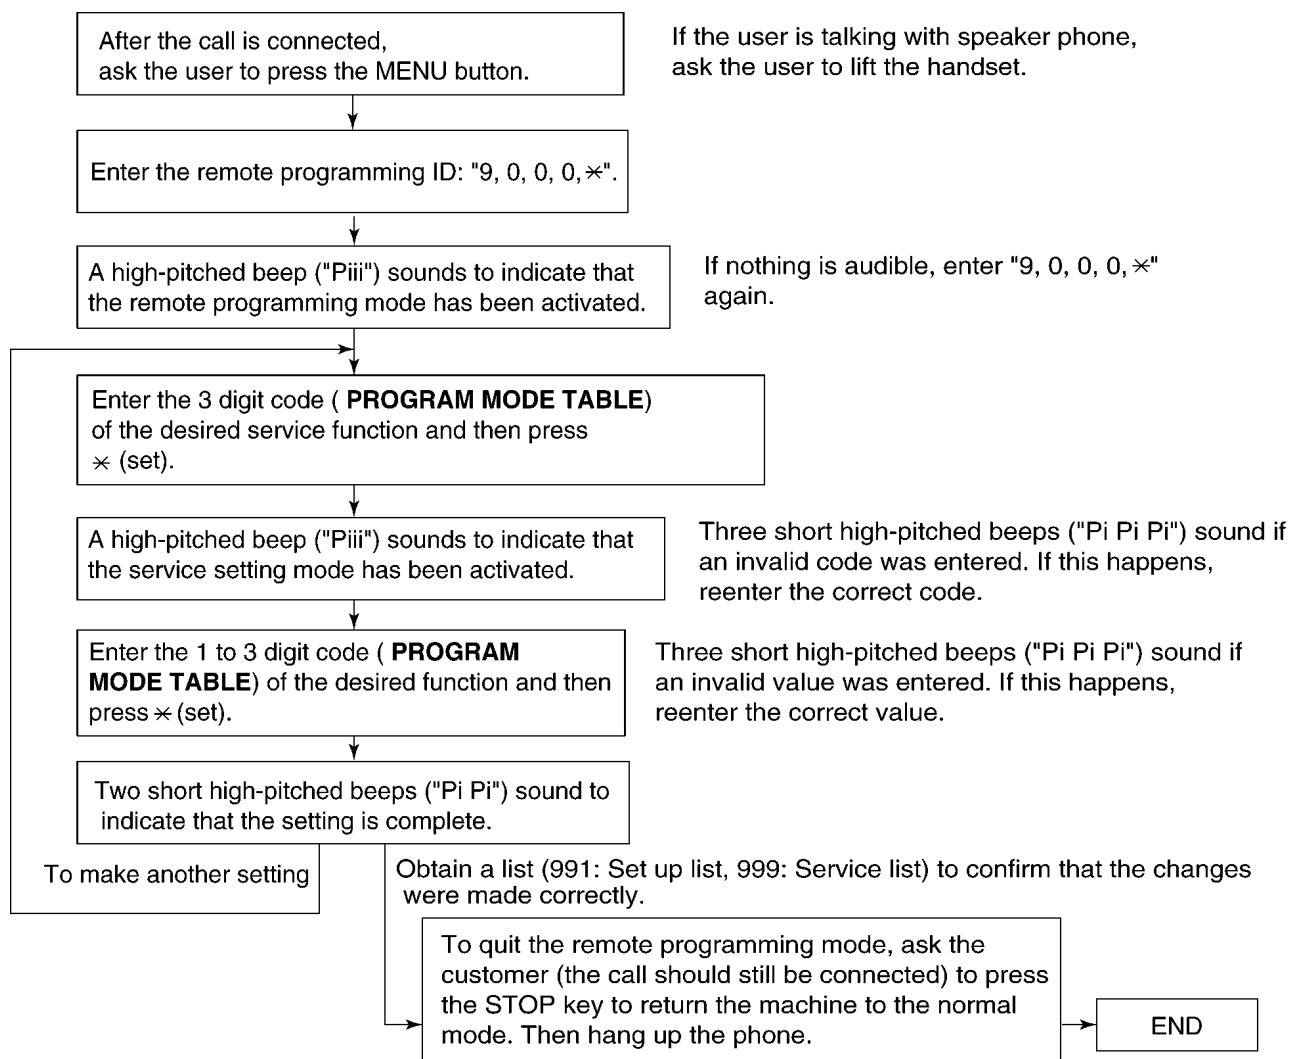 After the call is connected,
ask the user to press the MENU button.
If the user is talking with speaker phone,
ask the user to lift the handset.
Enter the remote programming ID: "9, 0, 0, 0, *".
A high-pitched beep ("Piii") sounds to indicate that
the remote programming mode has been activated.
If nothing is audible, enter "9, 0, 0, 0, *"
again.
Enter the 3 digit code ( PROGRAM MODE TABLE)
of the desired service function and then press
* (set).
A high-pitched beep ("Piii") sounds to indicate that
the service setting mode has been activated.
Three short high-pitched beeps ("Pi Pi Pi") sound if
an invalid code was entered. If this happens,
reenter the correct code.
Enter the 1 to 3 digit code ( PROGRAM
MODE TABLE) of the desired function and then
press * (set).
Three short high-pitched beeps ("Pi Pi Pi") sound if
an invalid value was entered. If this happens,
reenter the correct value.
Two short high-pitched beeps ("Pi Pi") sound to
indicate that the setting is complete.
To make another setting
Obtain a list (991: Set up list, 999: Service list) to confirm that the changes
were made correctly.
To quit the remote programming mode, ask the
customer (the call should still be connected) to press
the STOP key to return the machine to the normal
mode. Then hang up the phone.
END